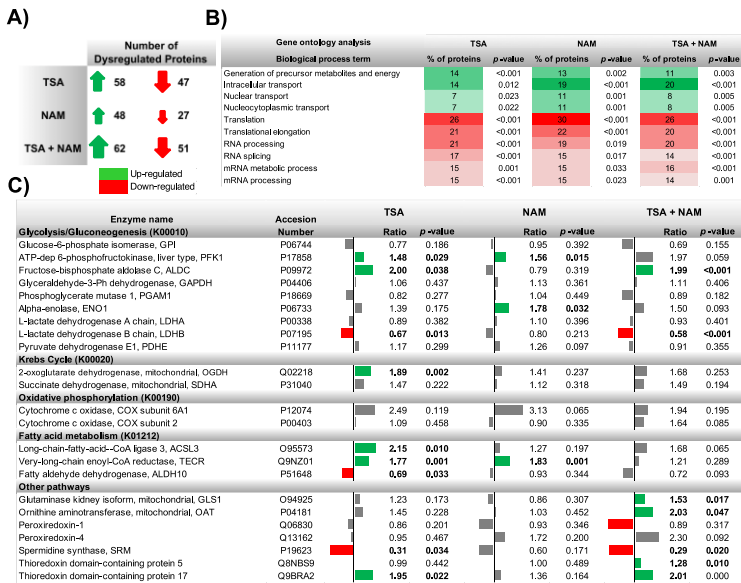 A)
Number of
Dysregulated Proteins
TSA 58 47
NAM 48 27
TSA + NAM 62 51
Up-regulated
Down-regulated
B)
Gene ontology analysis TSA NAM TSA + NAM
Biological process term % of proteins p-value % of proteins p-value % of proteins p-value
Generation of precursor metabolites and energy 14 <0.001 13 0.002 11 0.003
Intracellular transport 14 0.012 19 <0.001 20 <0.001
Nuclear transport 7 0.023 11 0.001 8 0.005
Nucleocytoplasmic transport 7 0.022 11 0.001 8 0.005
Translation 26 <0.001 30 <0.001 26 <0.001
Translational elongation 21 <0.001 22 <0.001 20 <0.001
RNA processing 21 <0.001 19 0.019 20 <0.001
RNA splicing 17 <0.001 15 0.017 14 <0.001
mRNA metabolic process 15 <0.001 15 0.033 16 <0.001
mRNA processing 15 <0.001 15 0.023 14 0.001
C)
Enzyme name Accesion TSA NAM TSA + NAM
Glycolysis/Gluconeogenesis (K00010) Number Ratio p-value Ratio p-value Ratio p-value
Glucose-6-phosphate isomerase, GPI P06744 0.77 0.186 0.95 0.392 0.69 0.155
ATP-dep 6-phosphofructokinase, liver type, PFK1 P17858 1.48 0.029 1.56 0.015 1.97 0.059
Fructose-bisphosphate aldolase C, ALDC P09972 2.00 0.038 0.79 0.319 1.99 <0.001
Glyceraldehyde-3-Ph dehydrogenase, GAPDH P04406 1.06 0.437 1.13 0.361 1.11 0.406
Phosphoglycerate mutase 1, PGAM1 P18669 0.82 0.277 1.04 0.449 0.89 0.182
Alpha-enolase, ENO1 P06733 1.39 0.175 1.78 0.032 1.50 0.093
L-lactate dehydrogenase A chain, LDHA P00338 0.89 0.382 1.10 0.396 0.93 0.401
L-lactate dehydrogenase B chain, LDHB P07195 0.67 0.013 0.80 0.213 0.58 <0.001
Pyruvate dehydrogenase E1, PDHE P11177 1.17 0.299 1.26 0.097 0.91 0.355
Krebs Cycle (K00020)
2-oxoglutarate dehydrogenase, mitochondrial, OGDH Q02218 1.89 0.002 1.41 0.237 1.68 0.253
Succinate dehydrogenase, mitochondrial, SDHA P31040 1.47 0.222 1.12 0.318 1.49 0.194
Oxidative phosphorylation (K00190)
Cytochrome c oxidase, COX subunit 6A1 P12074 2.49 0.119 3.13 0.065 1.94 0.195
Cytochrome c oxidase, COX subunit 2 P00403 1.09 0.458 0.90 0.335 1.64 0.085
Fatty acid metabolism (K01212)
Long-chain-fatty-acid--CoA ligase 3, ACSL3 O95573 2.15 0.010 1.27 0.197 1.68 0.065
Very-long-chain enoyl-CoA reductase, TECR Q9NZ01 1.77 0.001 1.83 0.001 1.21 0.289
Fatty aldehyde dehydrogenase, ALDH10 P51648 0.69 0.033 0.93 0.344 0.72 0.093
Other pathways
Glutaminase kidney isoform, mitochondrial, GLS1 O94925 1.23 0.173 0.86 0.307 1.53 0.017
Ornithine aminotransferase, mitochondrial, OAT P04181 1.45 0.228 1.03 0.452 2.03 0.047
Peroxiredoxin-1 Q06830 0.86 0.201 0.93 0.346 0.89 0.317
Peroxiredoxin-4 Q13162 0.95 0.467 1.72 0.200 2.30 0.092
Spermidine synthase, SRM P19623 0.31 0.034 0.60 0.171 0.29 0.020
Thioredoxin domain-containing protein 5 Q8NBS9 0.99 0.442 1.00 0.489 1.28 0.010
Thioredoxin domain-containing protein 17 Q9BRA2 1.95 0.022 1.36 0.164 2.01 0.000